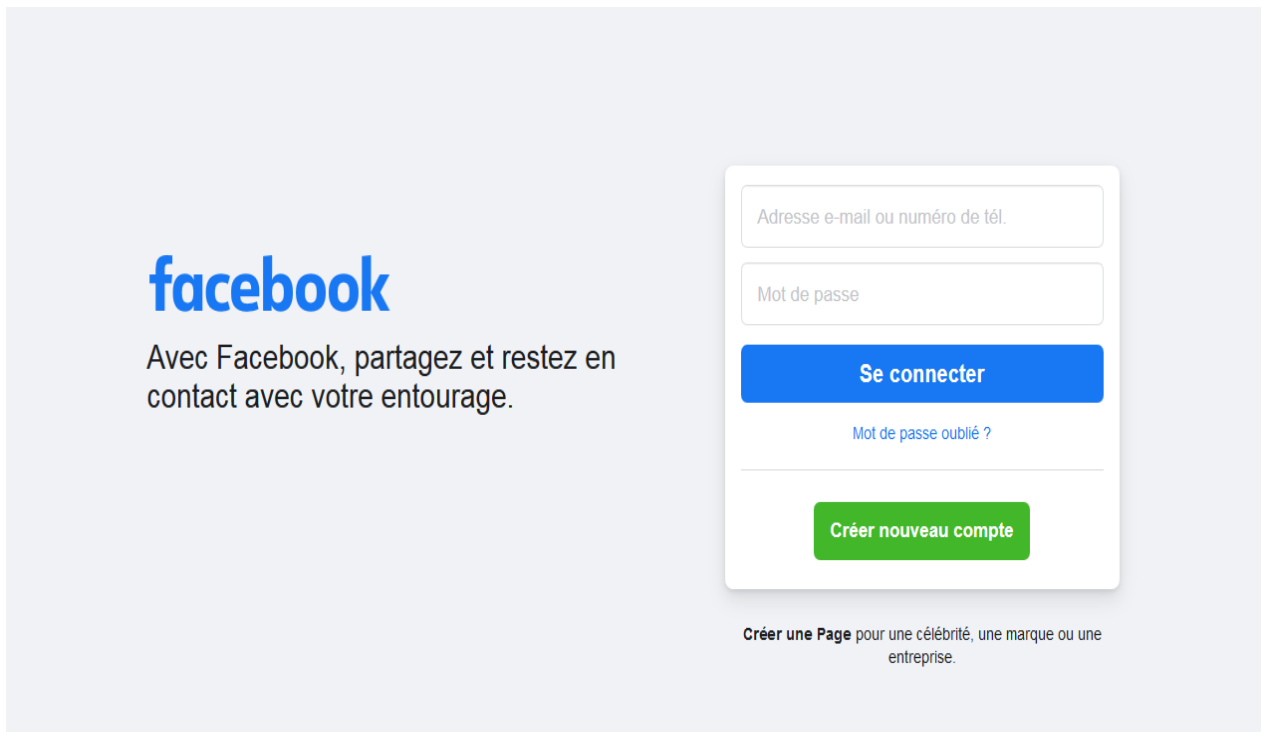 facebook
Avec Facebook, partagez et restez en
contact avec votre entourage.
Adresse e-mail ou numéro de tél.
Mot de passe
Se connecter
Mot de passe oublié ?
Créer nouveau compte
Créer une Page pour une célébrité, une marque ou une
entreprise.